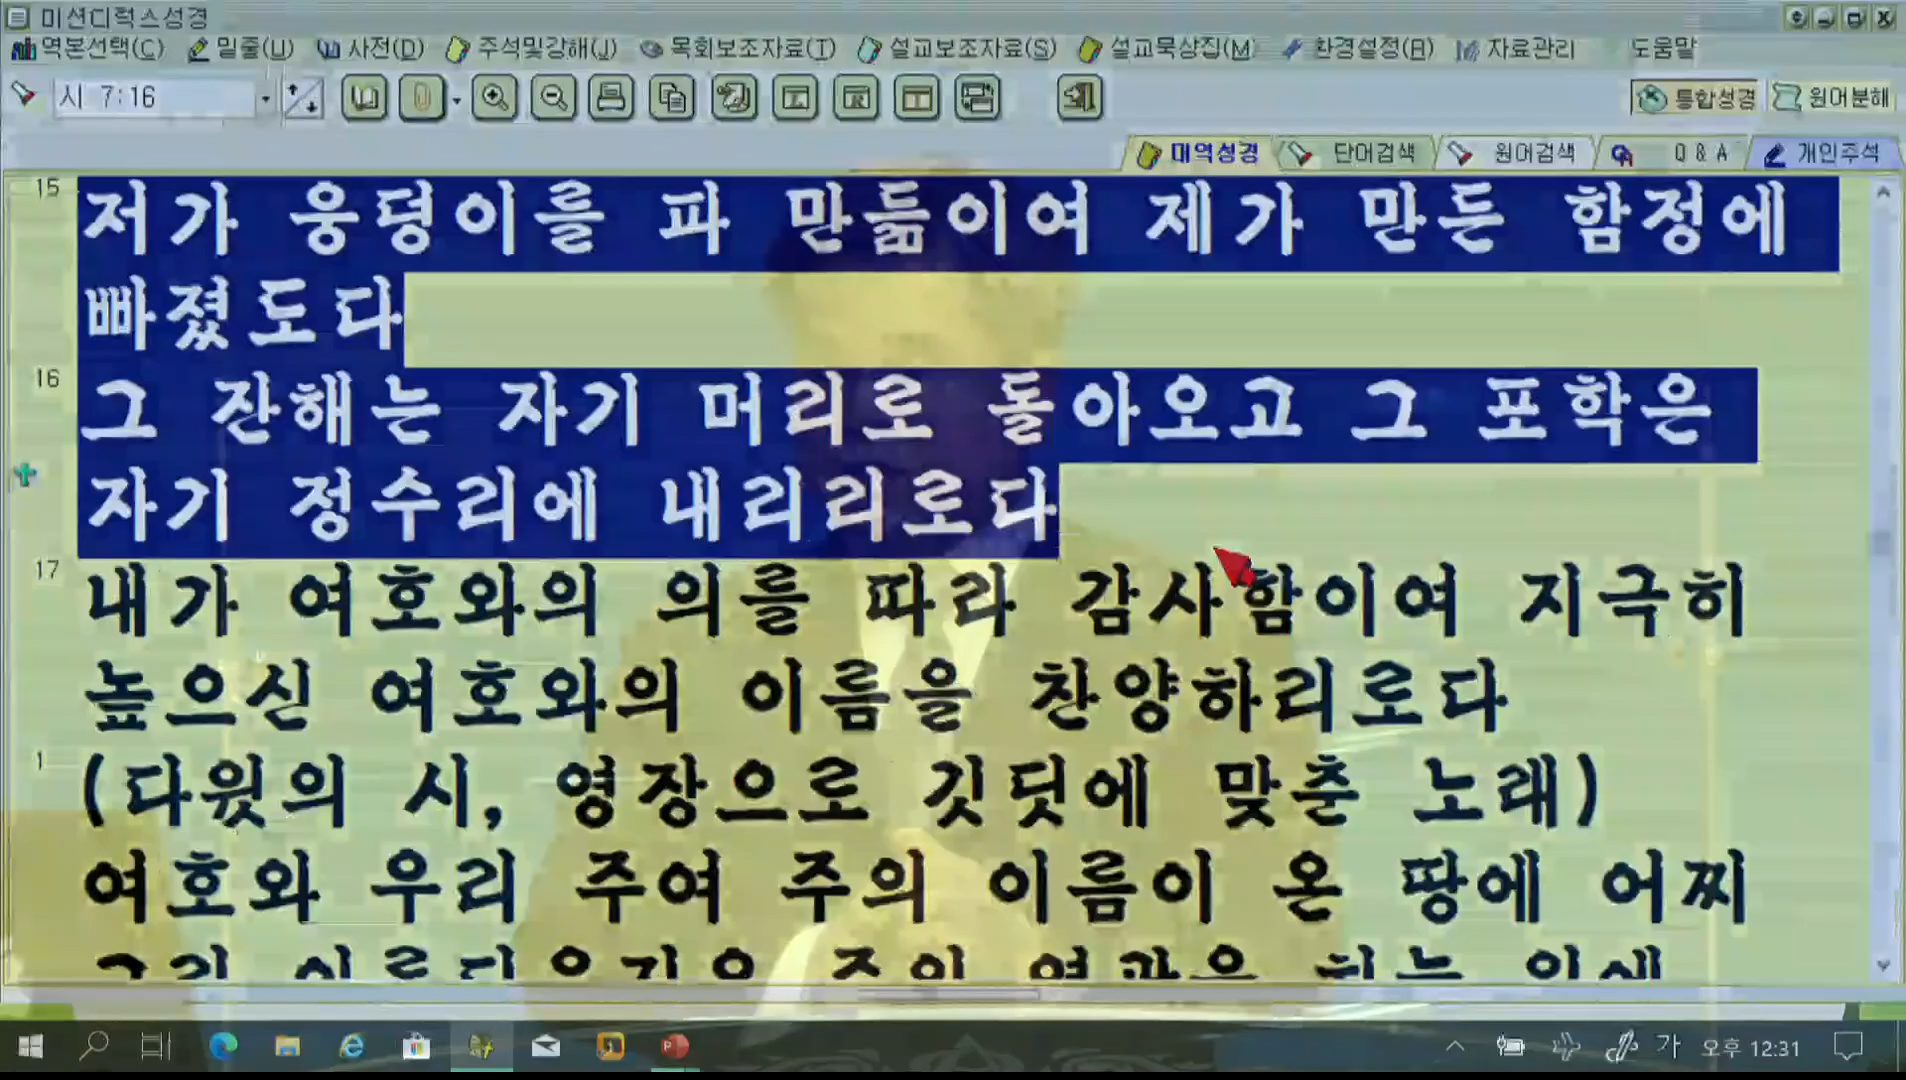 미션디럭스성경
역본선택(C) 밑줄(U) 사전(D) 주석및강해(J) 목회보조자료(T) 설교보조자료(S) 설교묵상집(M) 환경설정(R) 자료관리 도움말
시 7:16
통합성경 원어분해
대역성경 단어검색 원어검색 Q & A 개인주석
15 저가 웅덩이를 파 만듦이여 제가 만든 함정에
빠졌도다
16 그 잔해는 자기 머리로 돌아오고 그 포학은
자기 정수리에 내리리로다
17 내가 여호와의 의를 따라 감사함이여 지극히
높으신 여호와의 이름을 찬양하리로다
1 (다윗의 시, 영장으로 깃딧에 맞춘 노래)
여호와 우리 주여 주의 이름이 온 땅에 어찌
가 오후 12:31